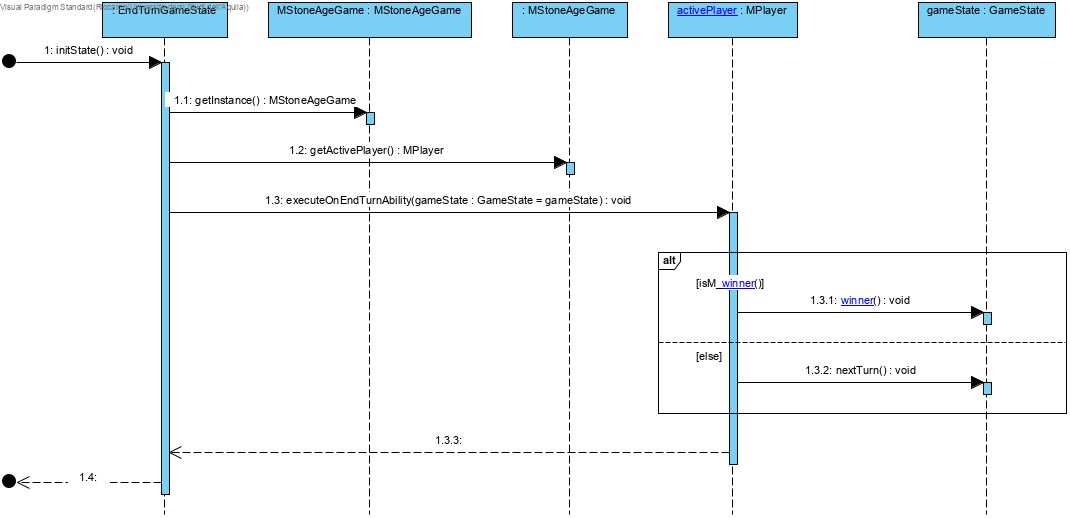 Visual Paradigm Standard(
: EndTurnGameState
MStoneAgeGame : MStoneAgeGame
: MStoneAgeGame
activePlayer : MPlayer
gameState : GameState
1: initState() : void
1.1: getInstance() : MStoneAgeGame
1.2: getActivePlayer() : MPlayer
1.3: executeOnEndTurnAbility(gameState : GameState = gameState) : void
alt
[isM_winner()]
1.3.1: winner() : void
[else]
1.3.2: nextTurn() : void
1.3.3:
1.4: